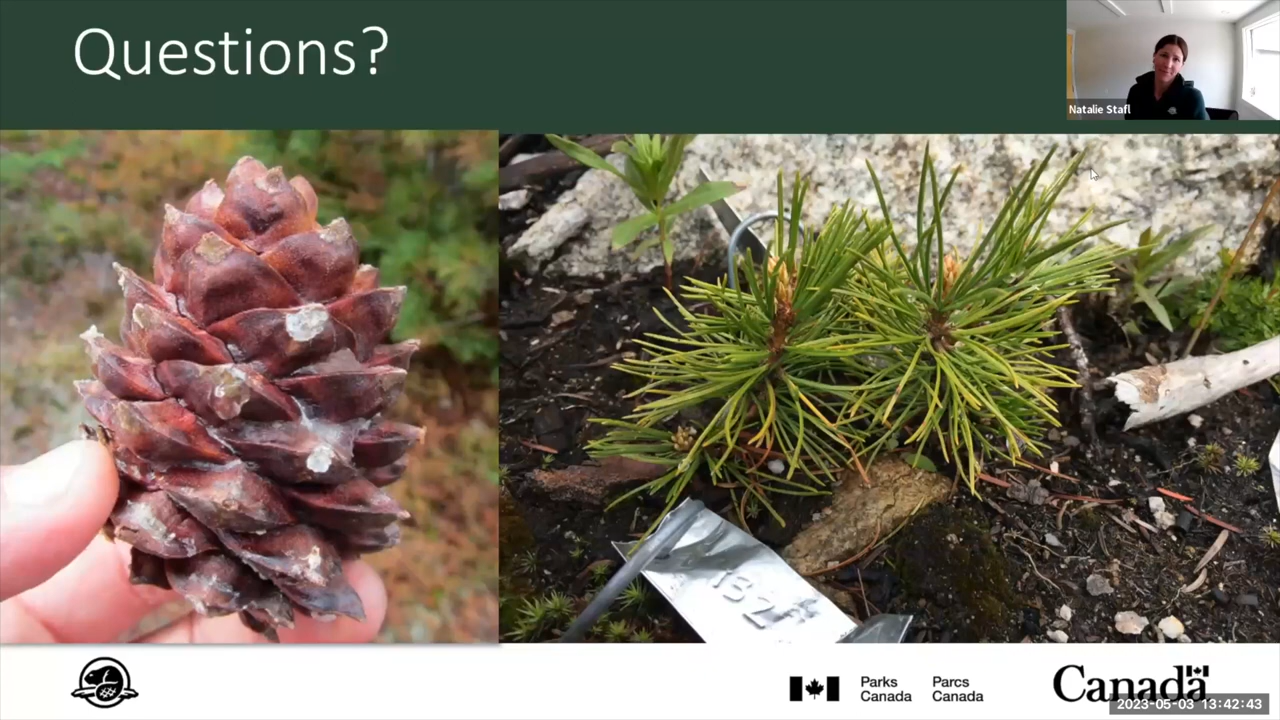 Questions?
Natalie Stafl
Parks
Canada
Parcs
Canada
Canada
2023-05-03 13:42:43